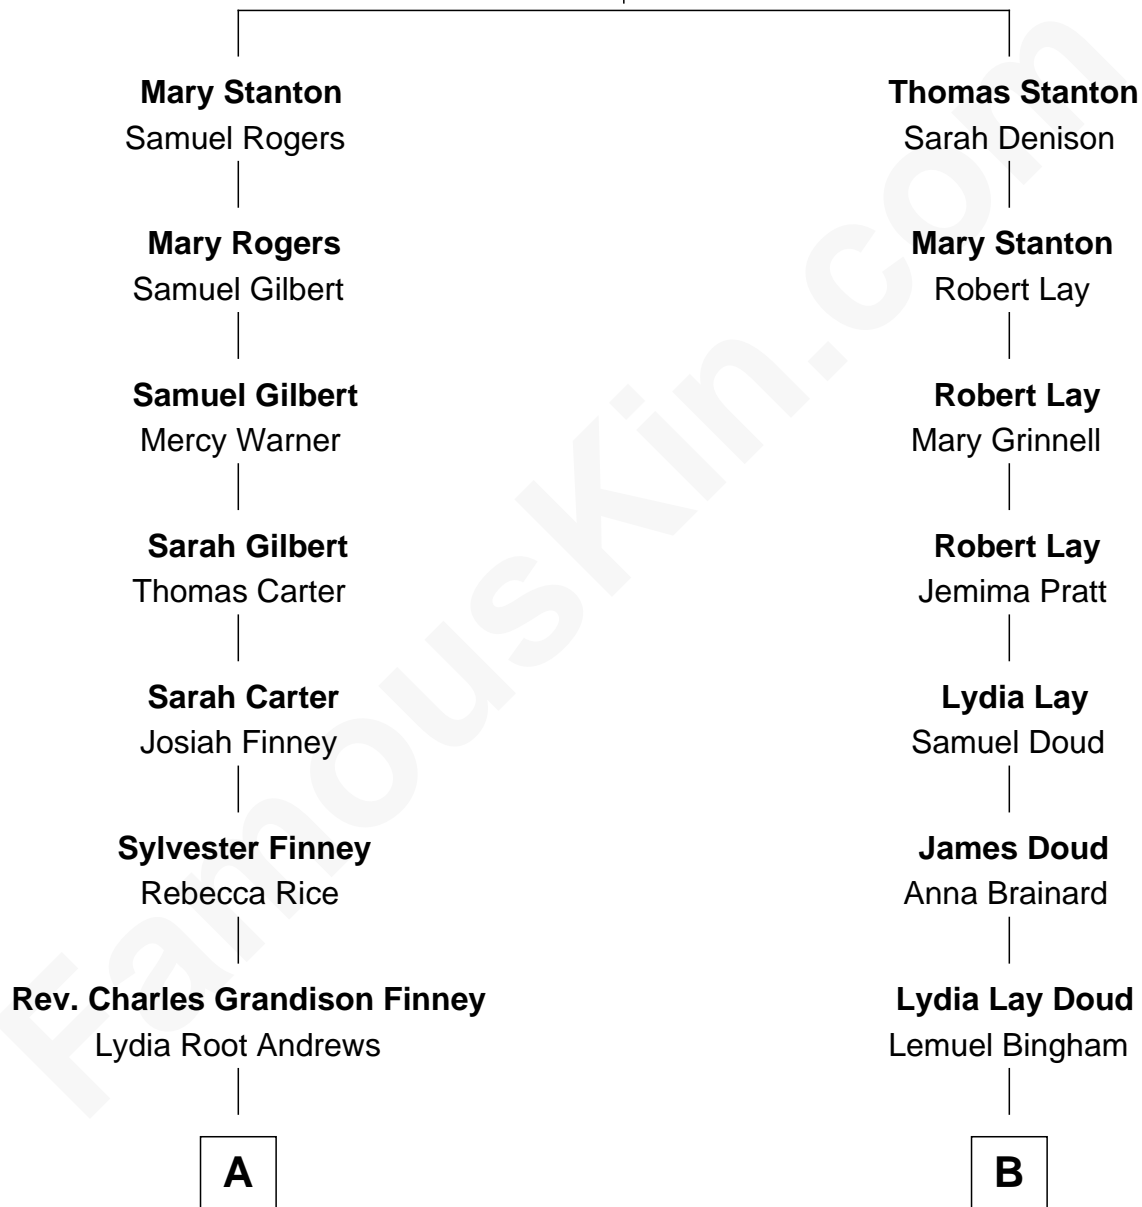 Mary Stanton
Samuel Rogers
Thomas Stanton
Sarah Denison
Mary Rogers
Samuel Gilbert
Mary Stanton
Robert Lay
Samuel Gilbert
Mercy Warner
Robert Lay
Mary Grinnell
Sarah Gilbert
Thomas Carter
Robert Lay
Jemima Pratt
Sarah Carter
Josiah Finney
Lydia Lay
Samuel Doud
Sylvester Finney
Rebecca Rice
James Doud
Anna Brainard
Rev. Charles Grandison Finney
Lydia Root Andrews
Lydia Lay Doud
Lemuel Bingham
A
B
FamousKin.com